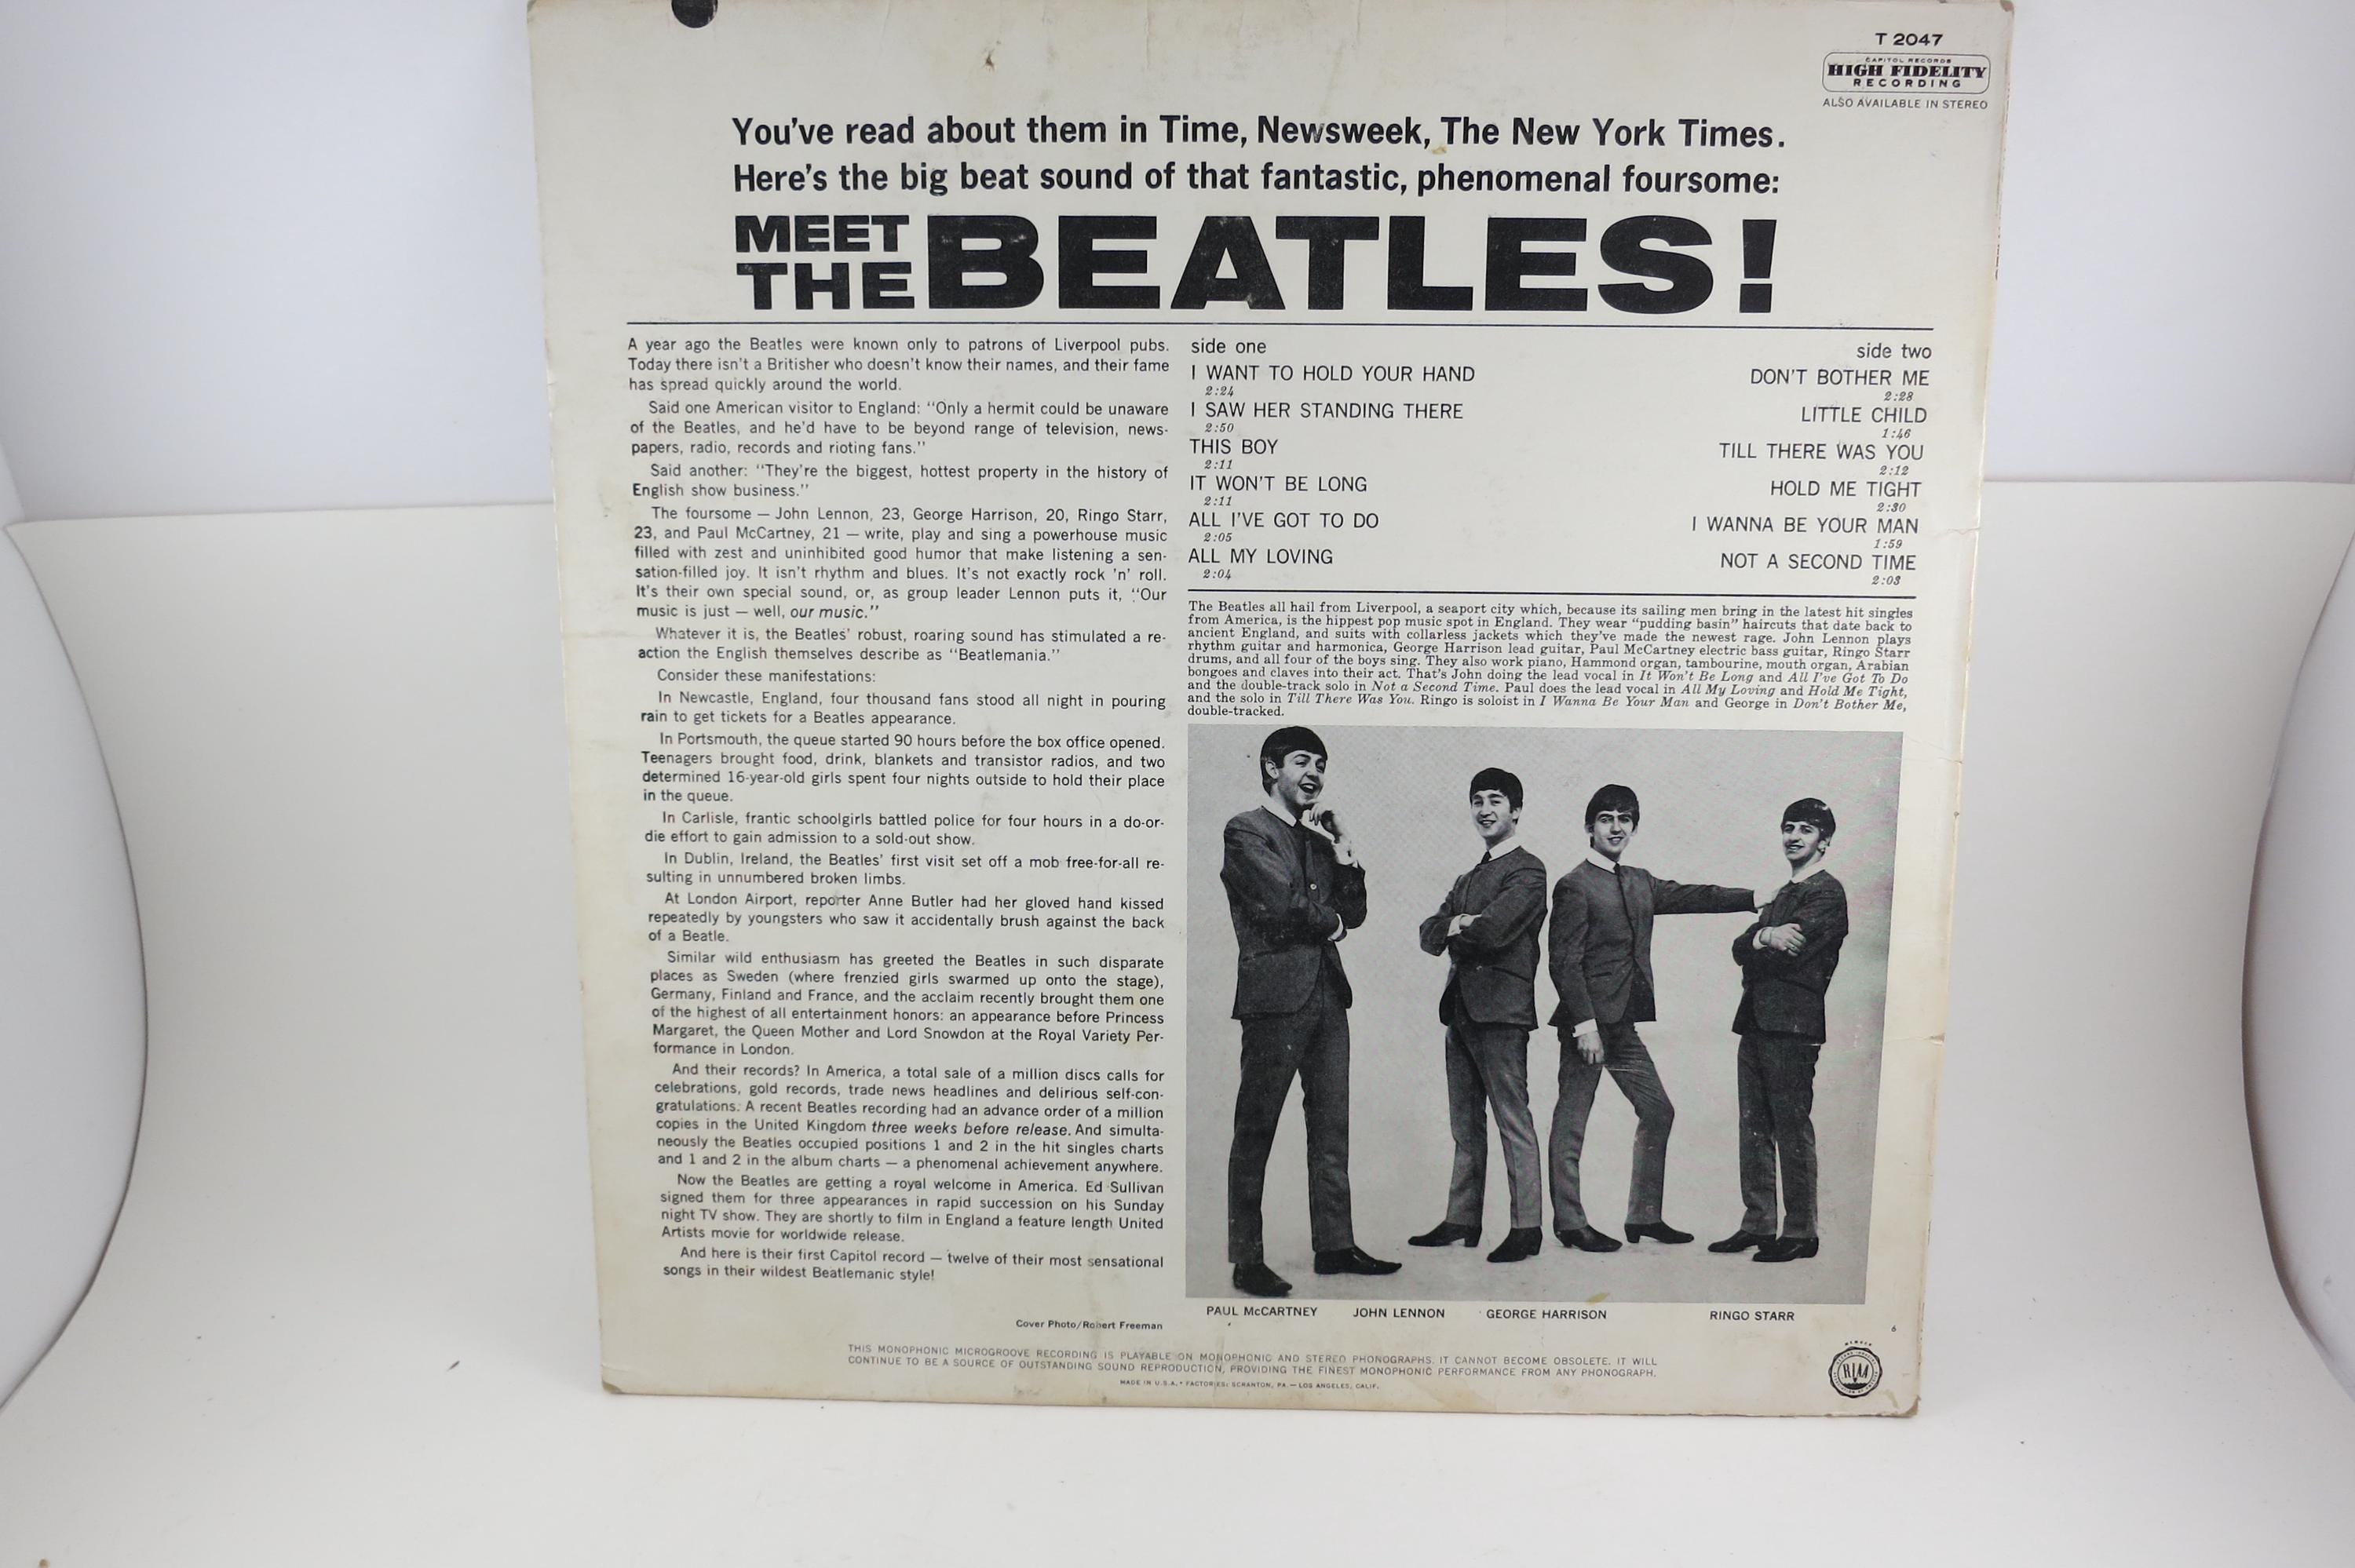 T 2047
CAPITOL RECORDS
HIGH FIDELITY
RECORDING
ALSO AVAILABLE IN STEREO
You've read about them in Time, Newsweek, The New York Times.
Here's the big beat sound of that fantastic, phenomenal foursome:
MEET
THE BEATLES!
A year ago the Beatles were known only to patrons of Liverpool pubs.
Today there isn't a Britisher who doesn't know their names, and their fame
has spread quickly around the world.
Said one American visitor to England: "Only a hermit could be unaware
of the Beatles, and he'd have to be beyond range of television, news-
papers, radio, records and rioting fans."
Said another: "They're the biggest, hottest property in the history of
English show business."
The foursome — John Lennon, 23, George Harrison, 20, Ringo Starr,
23, and Paul McCartney, 21 — write, play and sing a powerhouse music
filled with zest and uninhibited good humor that make listening a sen-
sation-filled joy. It isn't rhythm and blues. It's not exactly rock 'n' roll.
It's their own special sound, or, as group leader Lennon puts it, "Our
music is just — well, our music."
Whatever it is, the Beatles' robust, roaring sound has stimulated a re-
action the English themselves describe as "Beatlemania."
Consider these manifestations:
In Newcastle, England, four thousand fans stood all night in pouring
rain to get tickets for a Beatles appearance.
In Portsmouth, the queue started 90 hours before the box office opened.
Teenagers brought food, drink, blankets and transistor radios, and two
determined 16-year-old girls spent four nights outside to hold their place
in the queue.
In Carlisle, frantic schoolgirls battled police for four hours in a do-or-
die effort to gain admission to a sold-out show.
In Dublin, Ireland, the Beatles' first visit set off a mob free-for-all re-
sulting in unnumbered broken limbs.
At London Airport, reporter Anne Butler had her gloved hand kissed
repeatedly by youngsters who saw it accidentally brush against the back
of a Beatle.
Similar wild enthusiasm has greeted the Beatles in such disparate
places as Sweden (where frenzied girls swarmed up onto the stage),
Germany, Finland and France, and the acclaim recently brought them one
of the highest of all entertainment honors: an appearance before Princess
Margaret, the Queen Mother and Lord Snowdon at the Royal Variety Per-
formance in London.
And their records? In America, a total sale of a million discs calls for
celebrations, gold records, trade news headlines and delirious self-con-
gratulations. A recent Beatles recording had an advance order of a million
copies in the United Kingdom three weeks before release. And simulta-
neously the Beatles occupied positions 1 and 2 in the hit singles charts
and 1 and 2 in the album charts — a phenomenal achievement anywhere.
Now the Beatles are getting a royal welcome in America. Ed Sullivan
signed them for three appearances in rapid succession on his Sunday
night TV show. They are shortly to film in England a feature length United
Artists movie for worldwide release.
And here is their first Capitol record — twelve of their most sensational
songs in their wildest Beatlemanic style!
Cover Photo/Robert Freeman
side one
I WANT TO HOLD YOUR HAND
2:24
I SAW HER STANDING THERE
2:50
THIS BOY
2:11
IT WON'T BE LONG
2:11
ALL I'VE GOT TO DO
2:05
ALL MY LOVING
2:04
side two
DON'T BOTHER ME
2:28
LITTLE CHILD
1:46
TILL THERE WAS YOU
2:12
HOLD ME TIGHT
2:30
I WANNA BE YOUR MAN
1:59
NOT A SECOND TIME
2:03
The Beatles all hail from Liverpool, a seaport city which, because its sailing men bring in the latest hit singles
from America, is the hippest pop music spot in England. They wear "pudding basin" haircuts that date back to
ancient England, and suits with collarless jackets which they've made the newest rage. John Lennon plays
rhythm guitar and harmonica, George Harrison lead guitar, Paul McCartney electric bass guitar, Ringo Starr
drums, and all four of the boys sing. They also work piano, Hammond organ, tambourine, mouth organ, Arabian
bongoes and claves into their act. That's John doing the lead vocal in It Won't Be Long and All I've Got To Do
and the double-track solo in Not a Second Time. Paul does the lead vocal in All My Loving and Hold Me Tight,
and the solo in Till There Was You. Ringo is soloist in I Wanna Be Your Man and George in Don't Bother Me,
double-tracked.
PAUL McCARTNEY JOHN LENNON GEORGE HARRISON RINGO STARR
6
THIS MONOPHONIC MICROGROOVE RECORDING IS PLAYABLE ON MONOPHONIC AND STEREO PHONOGRAPHS. IT CANNOT BECOME OBSOLETE. IT WILL
CONTINUE TO BE A SOURCE OF OUTSTANDING SOUND REPRODUCTION, PROVIDING THE FINEST MONOPHONIC PERFORMANCE FROM ANY PHONOGRAPH.
MADE IN U.S.A. • FACTORIES: SCRANTON, PA. — LOS ANGELES, CALIF.
RIAA